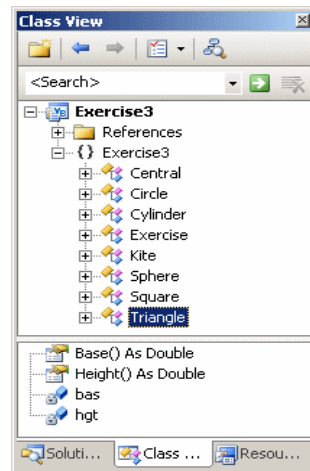 Class View
<Search>
Exercise3
References
{} Exercise3
Central
Circle
Cylinder
Exercise
Kite
Sphere
Square
Triangle
Base() As Double
Height() As Double
bas
hgt
Soluti... Class ... Resou...